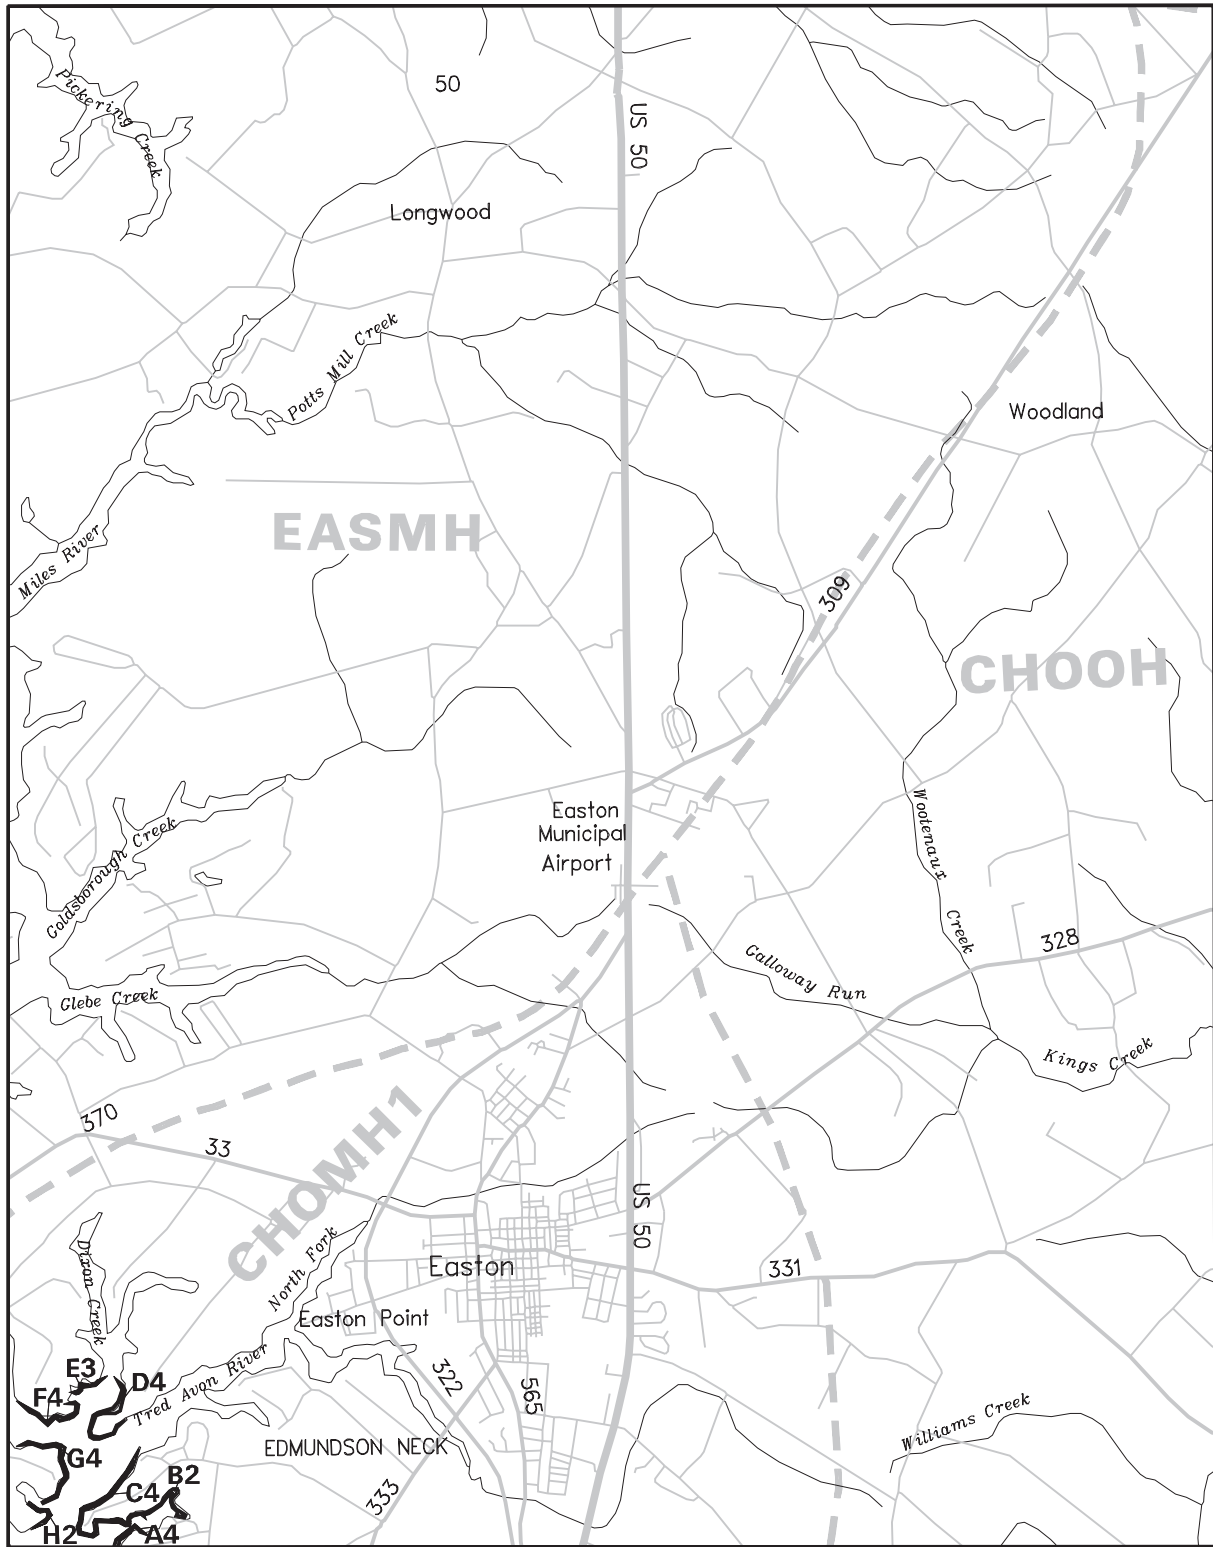 Pickering Creek
50
US 50
Longwood
Potts Mill Creek
Woodland
EASMH
Miles River
309
CHOOH
Easton
Municipal
Airport
Wootenaux Creek
Goldsborough Creek
328
Galloway Run
Glebe Creek
Kings Creek
370
33
CHOMH1
US 50
North Fork
Dixon Creek
Easton
331
Easton Point
Tred Avon River
322
565
E3
D4
F4
Williams Creek
EDMUNDSON NECK
G4
B2
C4
333
H2
A4